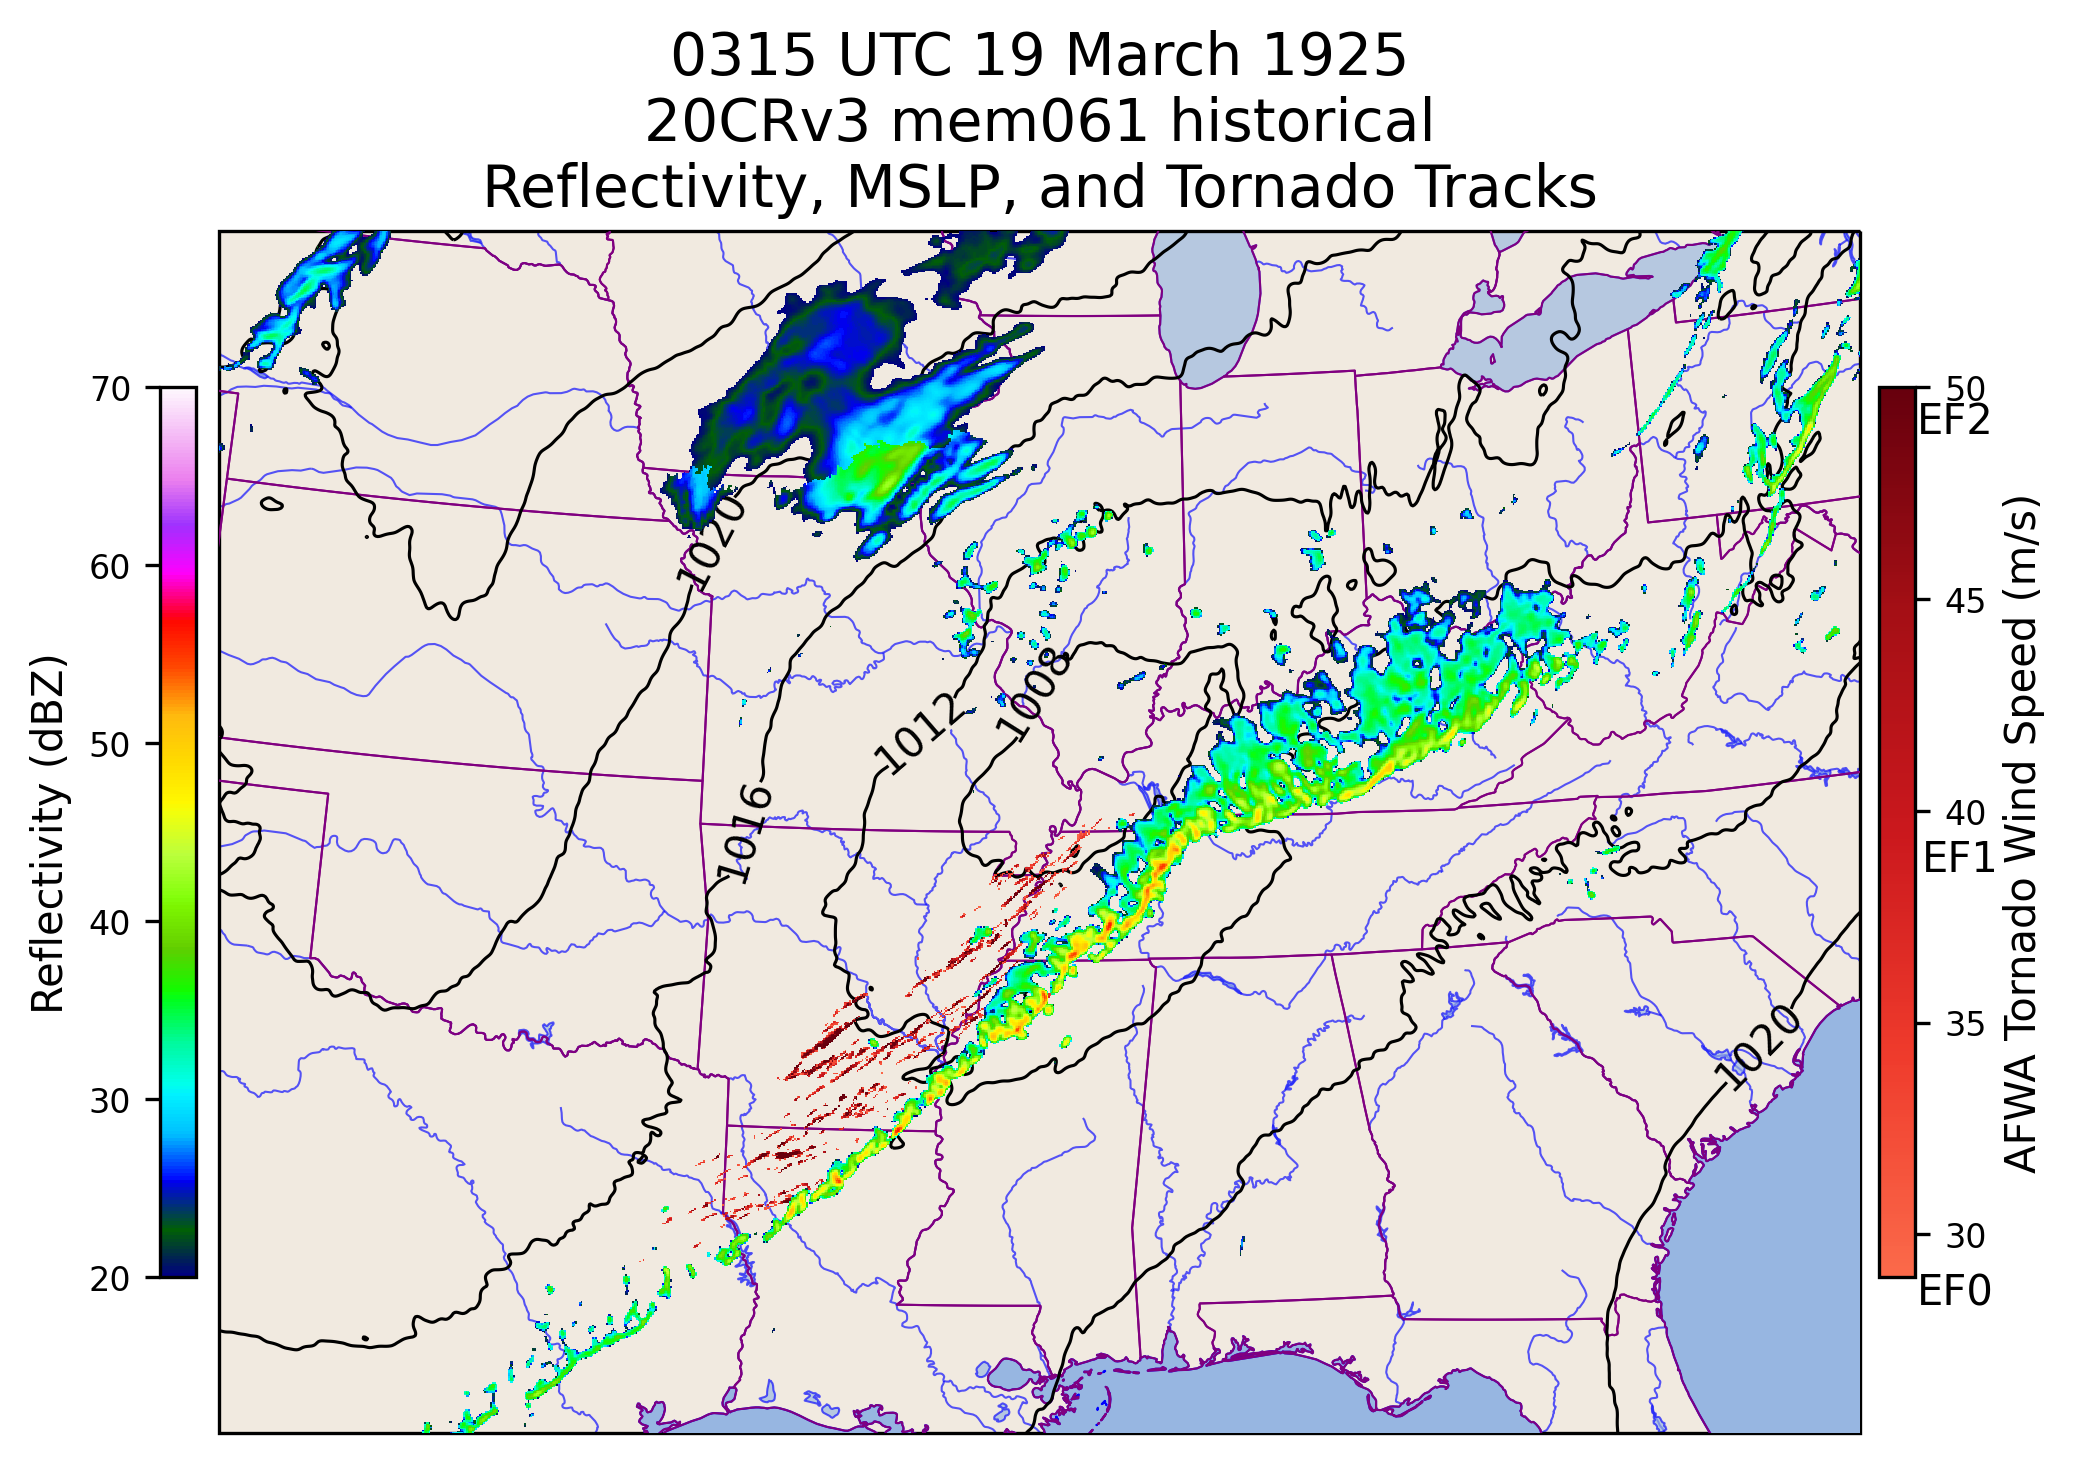 0315 UTC 19 March 1925
20CRv3 mem061 historical
Reflectivity, MSLP, and Tornado Tracks
Reflectivity (dBZ)
70
60
50
40
30
20
1020
1008
1012
1016
1020
50
EF2
45
40
EF1
35
30
EF0
AFWA Tornado Wind Speed (m/s)